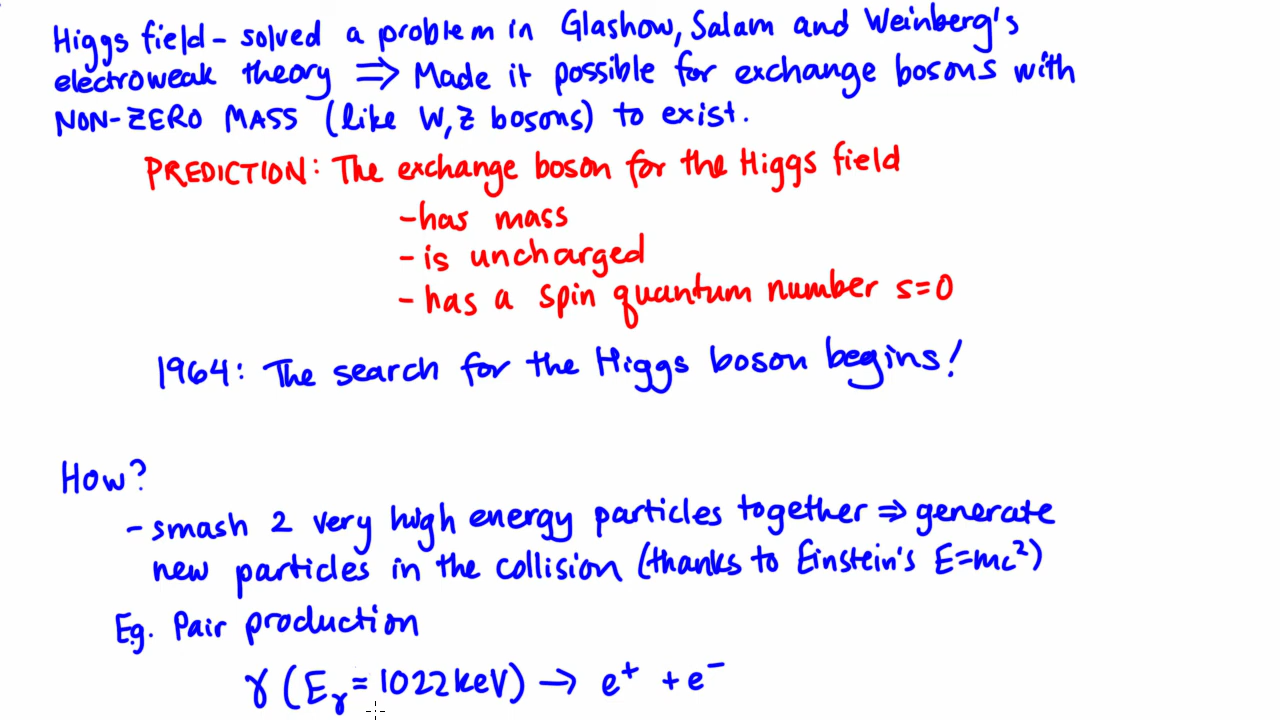 Higgs field - solved a problem in Glashow, Salam and Weinberg's
electroweak theory ⇒ Made it possible for exchange bosons with
NON-ZERO MASS (like W, Z bosons) to exist.
PREDICTION: The exchange boson for the Higgs field
- has mass
- is uncharged
- has a spin quantum number s=0
1964: The search for the Higgs boson begins!
How?
- smash 2 very high energy particles together ⇒ generate
new particles in the collision (thanks to Einstein's E=mc²)
Eg. Pair production
γ (Eᵧ = 1022 keV) → e⁺ + e⁻